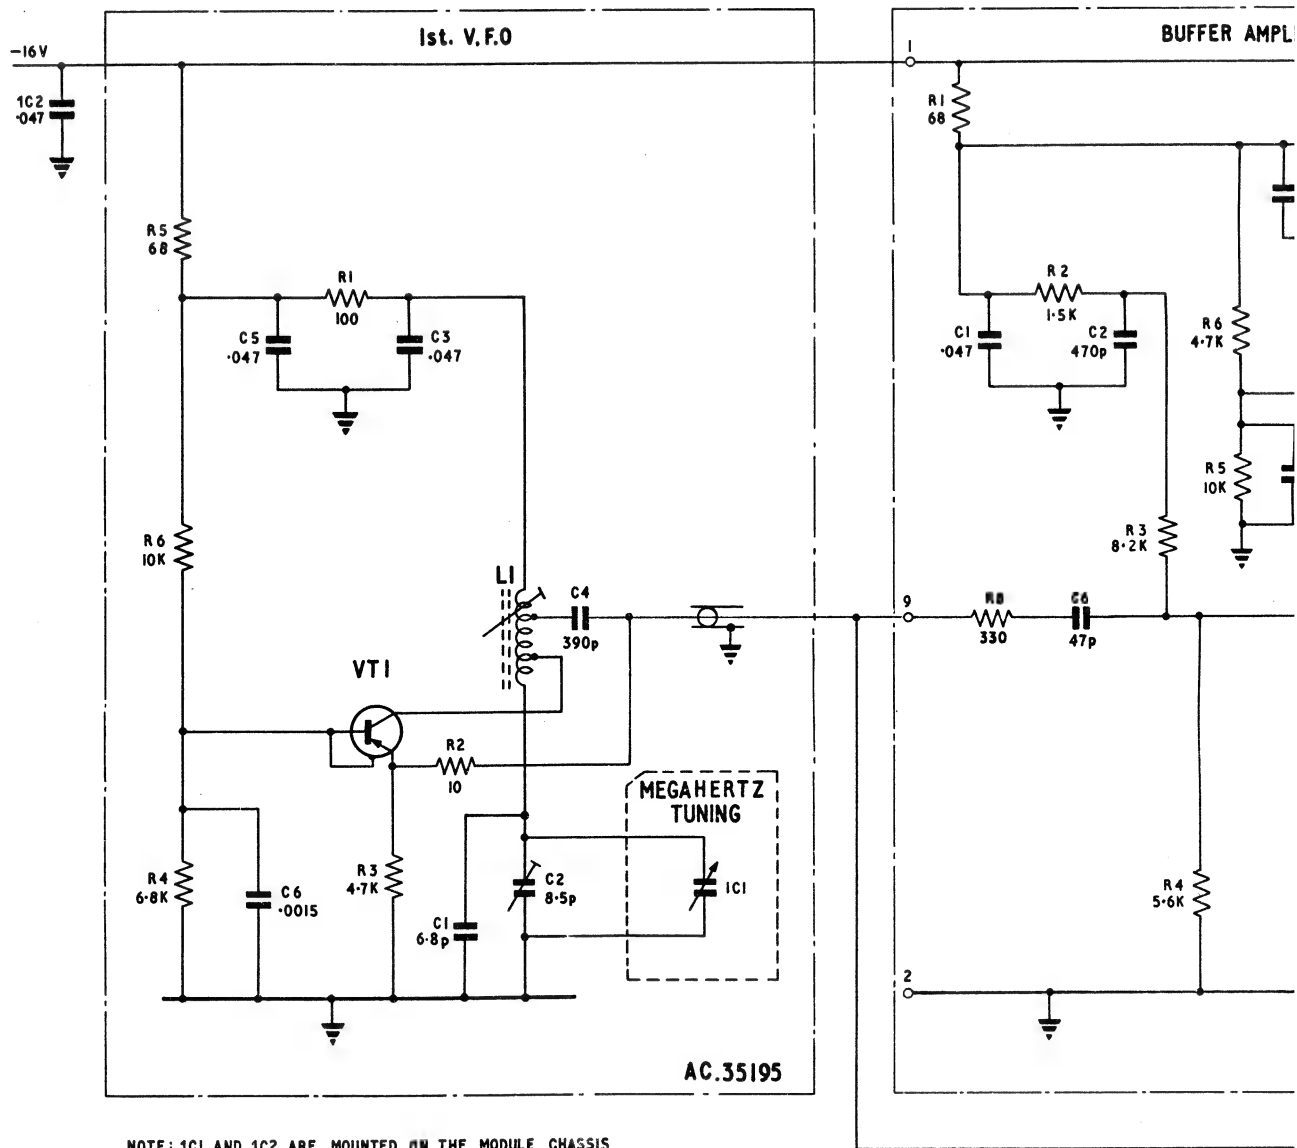 1st. V.F.O
BUFFER AMPLI
−16V
1
1C2
·047
R1
68
R5
68
R1
100
C5
·047
C3
·047
R2
1·5K
C1
·047
C2
470p
R6
4·7K
R5
10K
R6
10K
R3
8·2K
L1
C4
390p
9
330
C6
47p
VT1
R2
10
MEGAHERTZ
TUNING
R4
6·8K
C6
·0015
R3
4·7K
C1
6·8p
C2
8·5p
1C1
R4
5·6K
2
AC.35195
NOTE: 1C1 AND 1C2 ARE MOUNTED ON THE MODULE CHASSIS